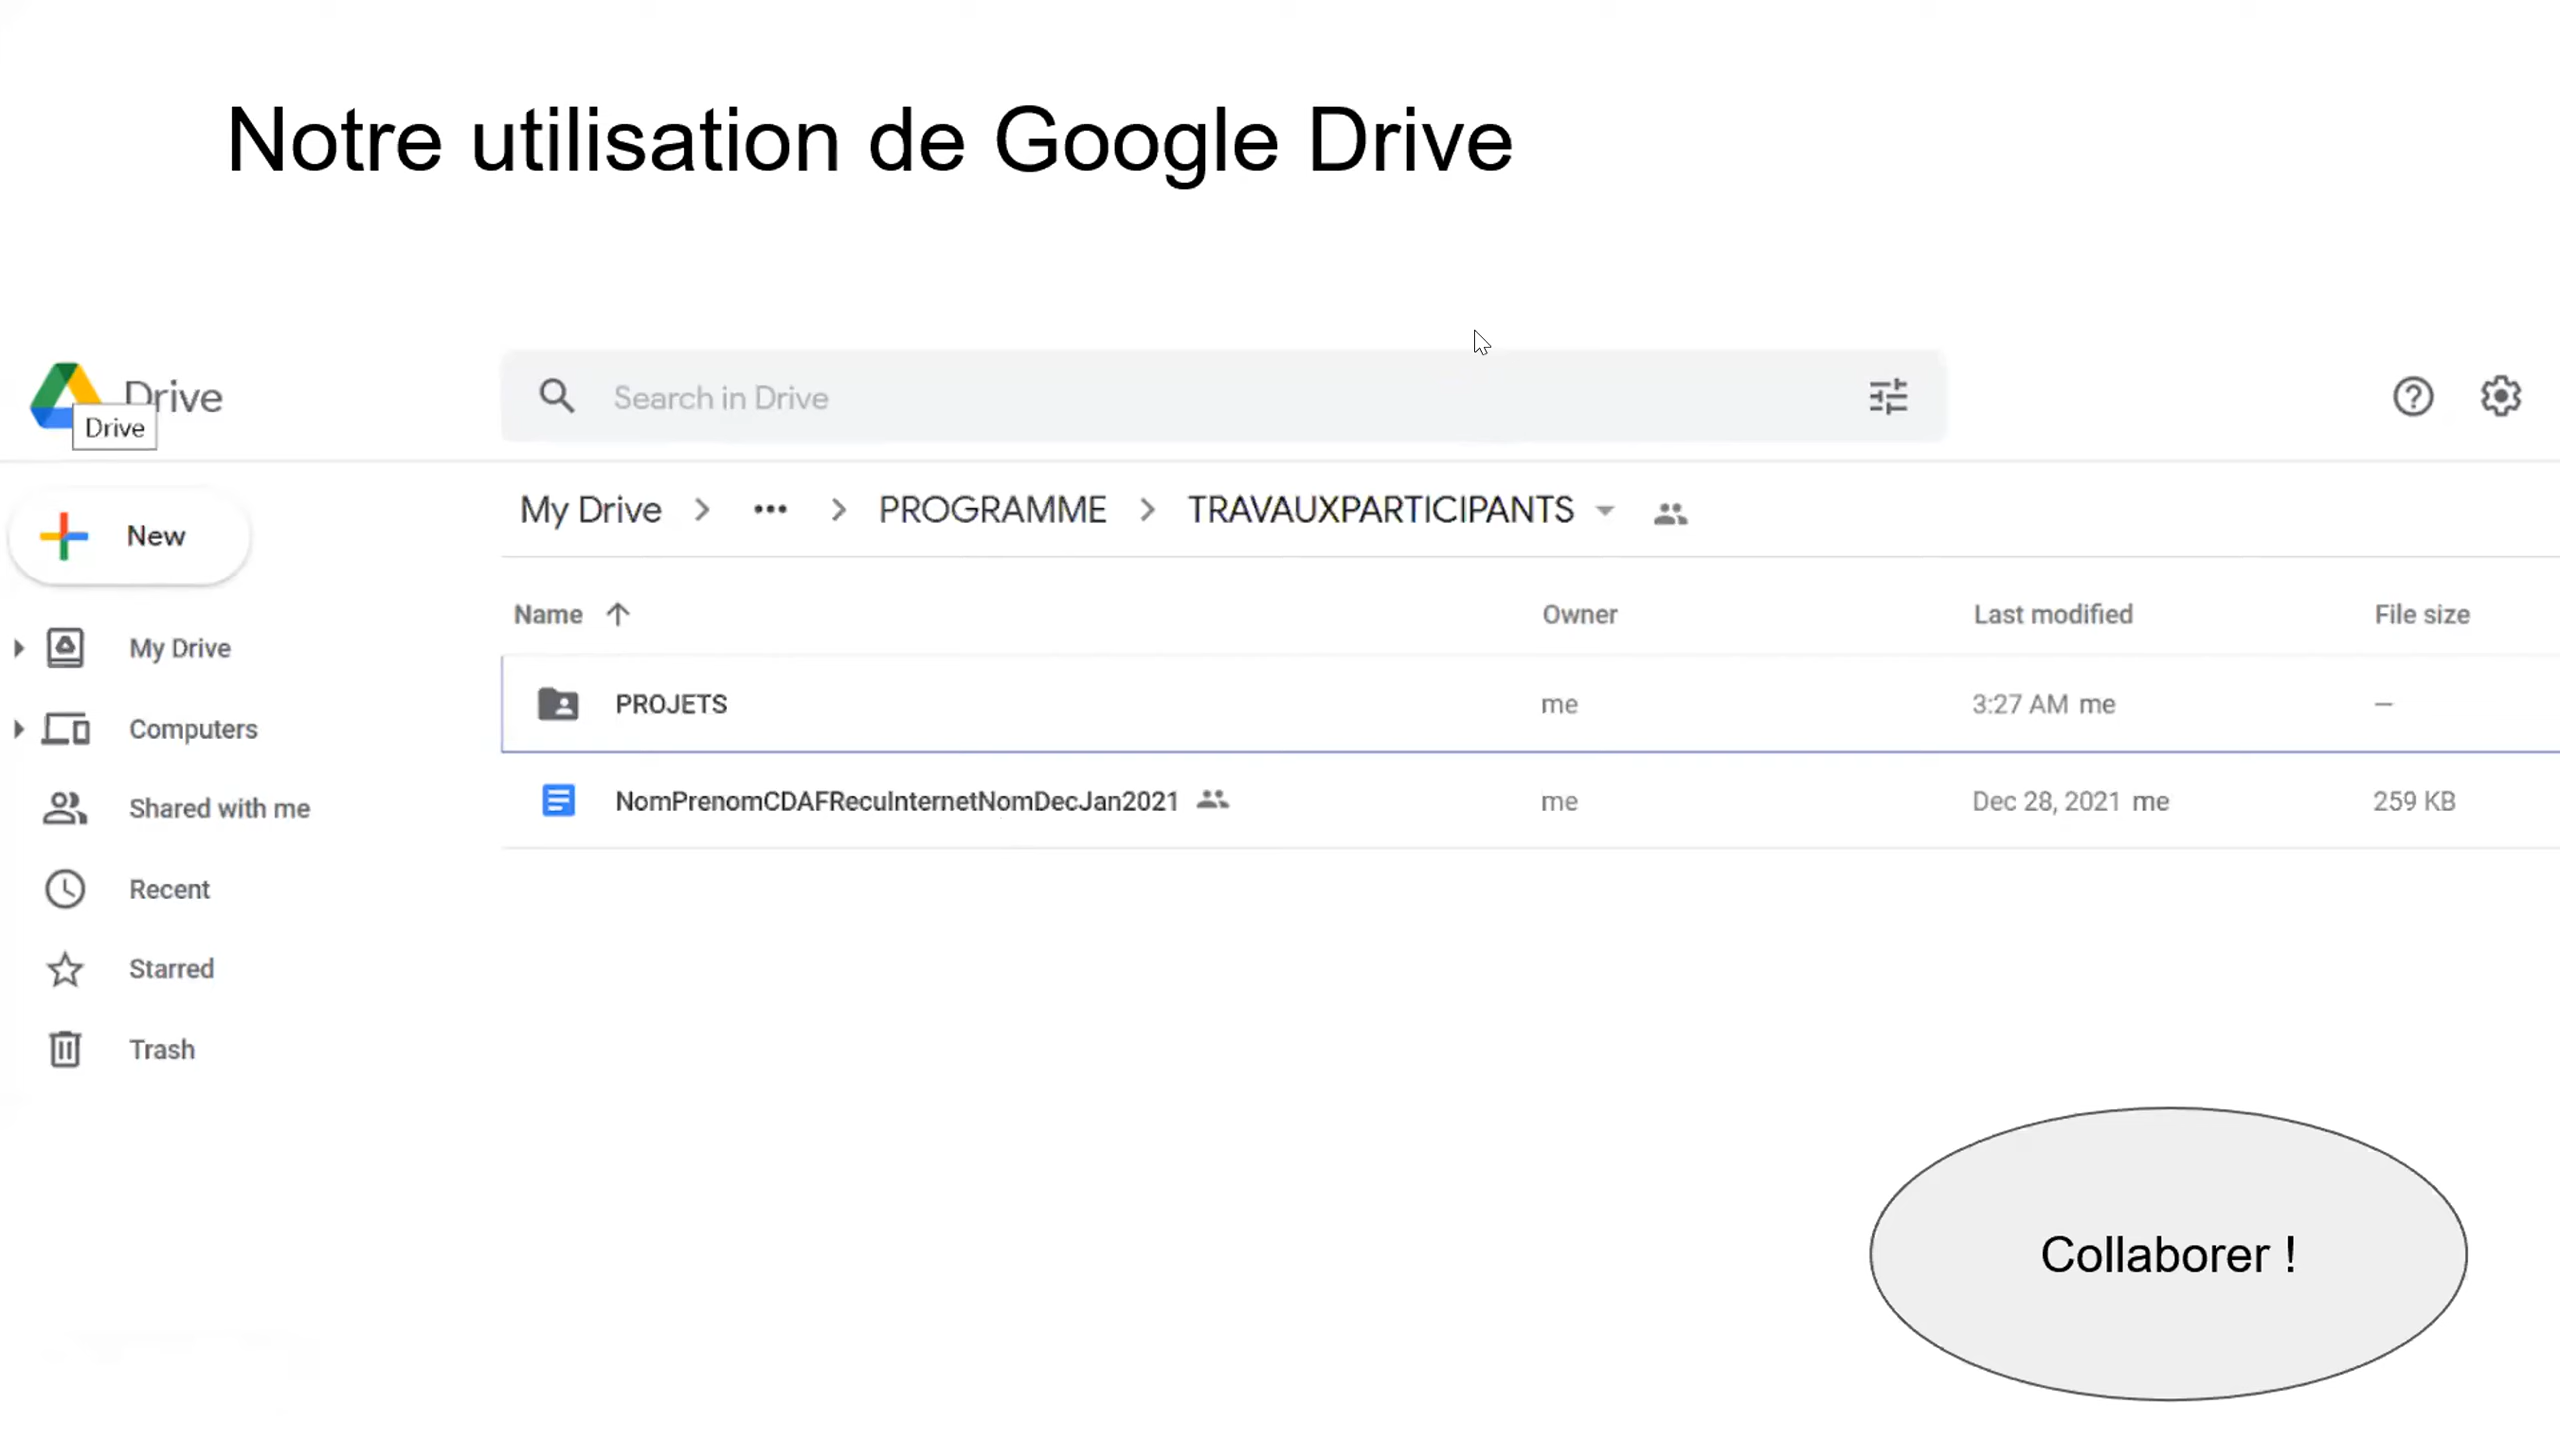 Notre utilisation de Google Drive
Drive
Drive
Search in Drive
New
My Drive
Computers
Shared with me
Recent
Starred
Trash
My Drive > ••• > PROGRAMME > TRAVAUXPARTICIPANTS
Name Owner Last modified File size
PROJETS me 3:27 AM me —
NomPrenomCDAFRecuInternetNomDecJan2021 me Dec 28, 2021 me 259 KB
Collaborer !